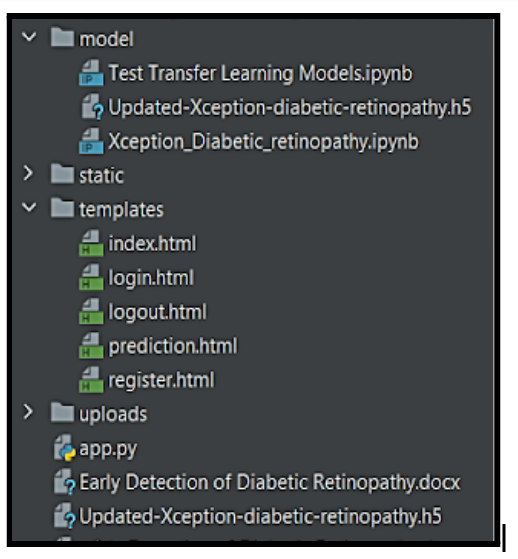 model
Test Transfer Learning Models.ipynb
Updated-Xception-diabetic-retinopathy.h5
Xception_Diabetic_retinopathy.ipynb
static
templates
index.html
login.html
logout.html
prediction.html
register.html
uploads
app.py
Early Detection of Diabetic Retinopathy.docx
Updated-Xception-diabetic-retinopathy.h5